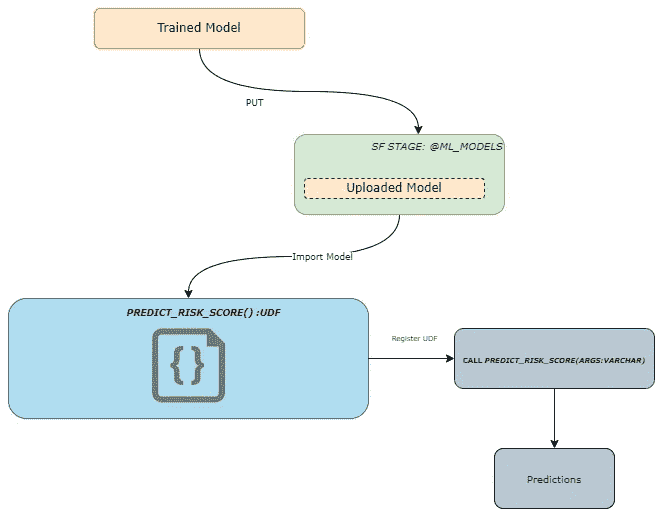 Trained Model
PUT
SF STAGE: @ML_MODELS
Uploaded Model
Import Model
PREDICT_RISK_SCORE() :UDF
{}
Register UDF
CALL PREDICT_RISK_SCORE(ARGS:VARCHAR)
Predictions